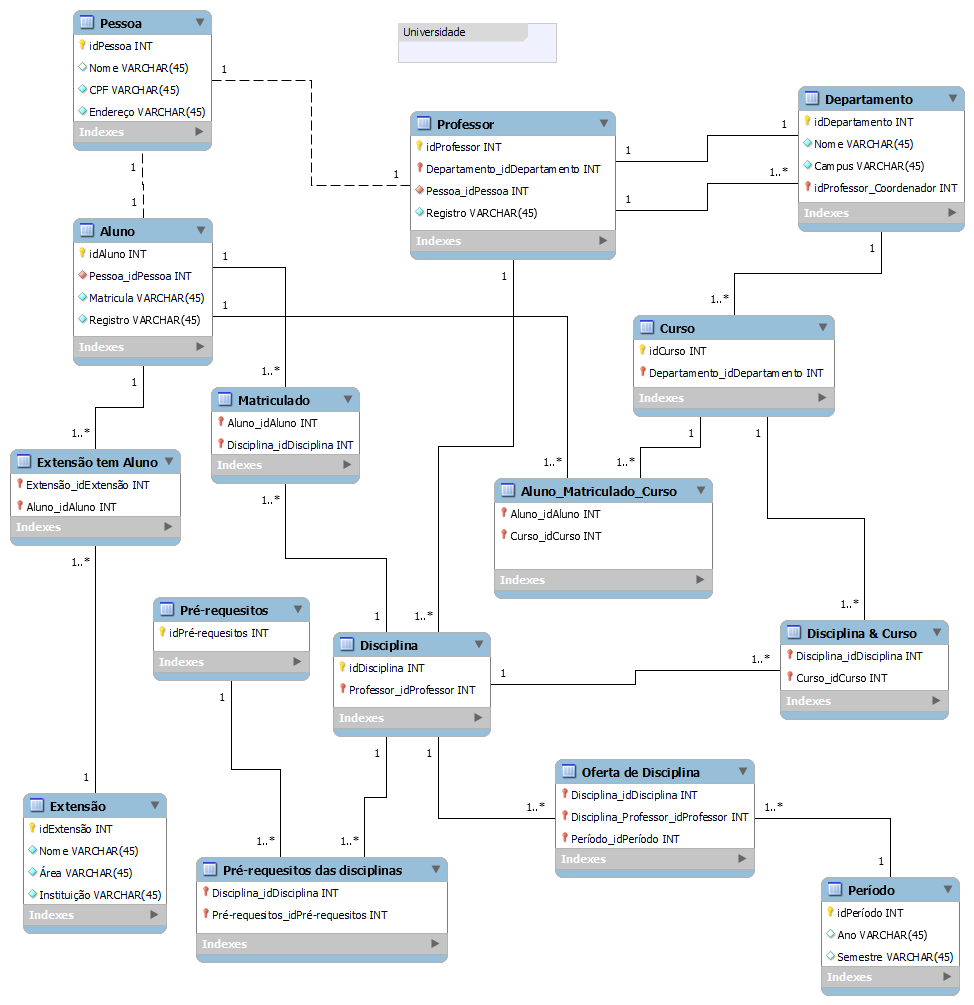 Pessoa
idPessoa INT
Nome VARCHAR(45)
CPF VARCHAR(45)
Endereço VARCHAR(45)
Indexes
Universidade
1
1
Professor
idProfessor INT
Departamento_idDepartamento INT
Pessoa_idPessoa INT
Registro VARCHAR(45)
Indexes
1
1
1
1..*
Departamento
idDepartamento INT
Nome VARCHAR(45)
Campus VARCHAR(45)
idProfessor_Coordenador INT
Indexes
1
1
Aluno
idAluno INT
Pessoa_idPessoa INT
Matricula VARCHAR(45)
Registro VARCHAR(45)
Indexes
1
1
1
1
1
1..*
Curso
idCurso INT
Departamento_idDepartamento INT
Indexes
1..*
Matriculado
Aluno_idAluno INT
Disciplina_idDisciplina INT
Indexes
1..*
1
1
1..*
Extensão tem Aluno
Extensão_idExtensão INT
Aluno_idAluno INT
Indexes
1..*
1..*
1..*
Aluno_Matriculado_Curso
Aluno_idAluno INT
Curso_idCurso INT
Indexes
1..*
Pré-requesitos
idPré-requesitos INT
Indexes
1
1
1..*
Disciplina
idDisciplina INT
Professor_idProfessor INT
Indexes
1
1..*
1..*
Disciplina & Curso
Disciplina_idDisciplina INT
Curso_idCurso INT
Indexes
1
1
1
Extensão
idExtensão INT
Nome VARCHAR(45)
Área VARCHAR(45)
Instituição VARCHAR(45)
Indexes
1..*
1..*
Pré-requesitos das disciplinas
Disciplina_idDisciplina INT
Pré-requesitos_idPré-requesitos INT
Indexes
1..*
Oferta de Disciplina
Disciplina_idDisciplina INT
Disciplina_Professor_idProfessor INT
Período_idPeríodo INT
Indexes
1..*
1
Período
idPeríodo INT
Ano VARCHAR(45)
Semestre VARCHAR(45)
Indexes